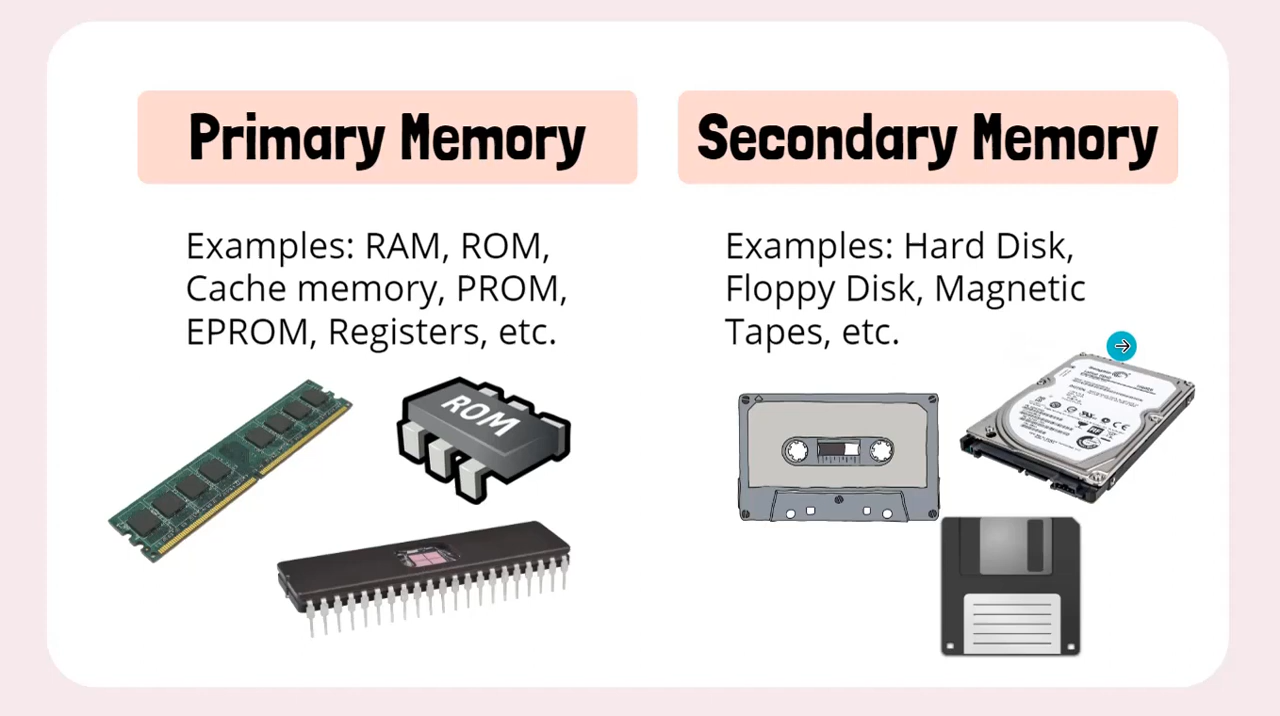 Primary Memory
Examples: RAM, ROM,
Cache memory, PROM,
EPROM, Registers, etc.
ROM
Secondary Memory
Examples: Hard Disk,
Floppy Disk, Magnetic
Tapes, etc.